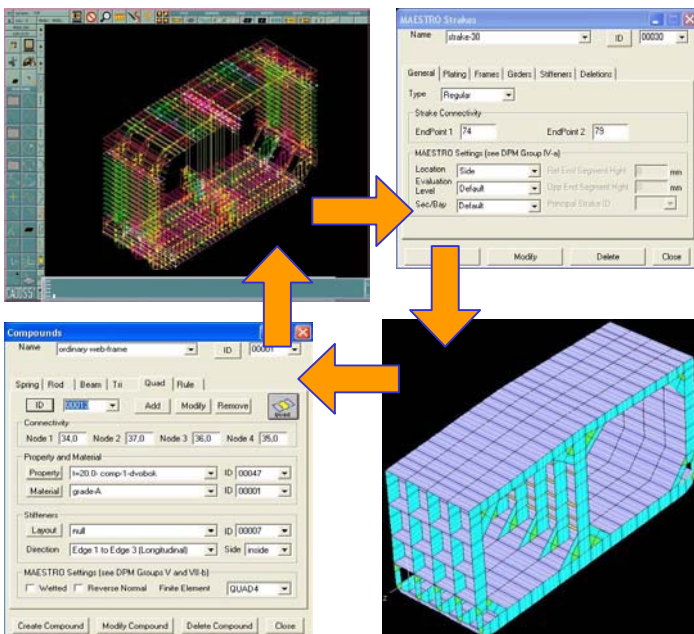 CADDS5
MAESTRO Strakes
Name strake-30 ID 00030
General Plating Frames Girders Stiffeners Deletions
Type Regular
Strake Connectivity
EndPoint 1 74 EndPoint 2 79
MAESTRO Settings (see DPM Group IV-a)
Location Side Ref End Segment Hght 0 mm
Evaluation Level Default Opp End Segment Hght 0 mm
Sec/Bay Default Principal Strake ID
Modify Delete Close
Compounds
Name ordinary web-frame ID 00001
Spring Rod Beam Tri Quad Rule
ID 00013 Add Modify Remove quad
Connectivity
Node 1 34,0 Node 2 37,0 Node 3 36,0 Node 4 35,0
Property and Material
Property t=20.0- comp-1-dvobok ID 00047
Material grade-A ID 00001
Stiffeners
Layout null ID 00007
Direction Edge 1 to Edge 3 (Longitudinal) Side inside
MAESTRO Settings (see DPM Groups V and VII-b)
Wetted Reverse Normal Finite Element QUAD4
Create Compound Modify Compound Delete Compound Close
z